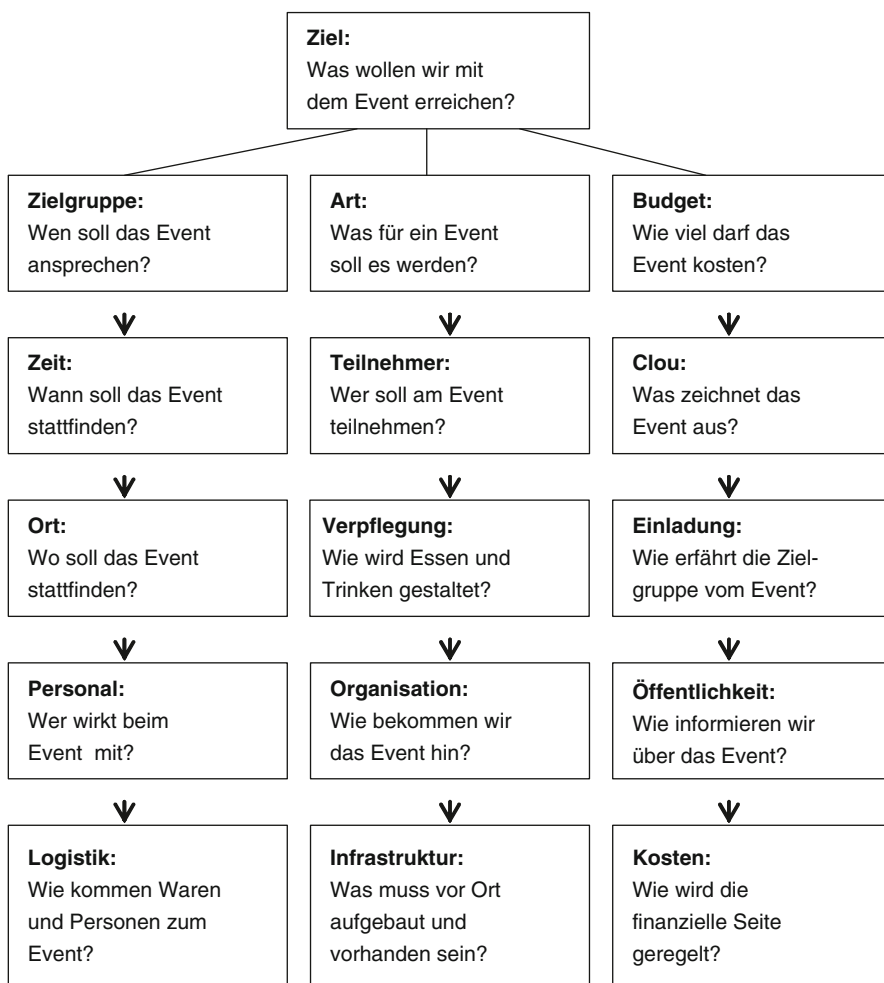 Ziel:
Was wollen wir mit
dem Event erreichen?
Zielgruppe:
Wen soll das Event
ansprechen?
Art:
Was für ein Event
soll es werden?
Budget:
Wie viel darf das
Event kosten?
Zeit:
Wann soll das Event
stattfinden?
Teilnehmer:
Wer soll am Event
teilnehmen?
Clou:
Was zeichnet das
Event aus?
Ort:
Wo soll das Event
stattfinden?
Verpflegung:
Wie wird Essen und
Trinken gestaltet?
Einladung:
Wie erfährt die Ziel-
gruppe vom Event?
Personal:
Wer wirkt beim
Event mit?
Organisation:
Wie bekommen wir
das Event hin?
Öffentlichkeit:
Wie informieren wir
über das Event?
Logistik:
Wie kommen Waren
und Personen zum
Event?
Infrastruktur:
Was muss vor Ort
aufgebaut und
vorhanden sein?
Kosten:
Wie wird die
finanzielle Seite
geregelt?